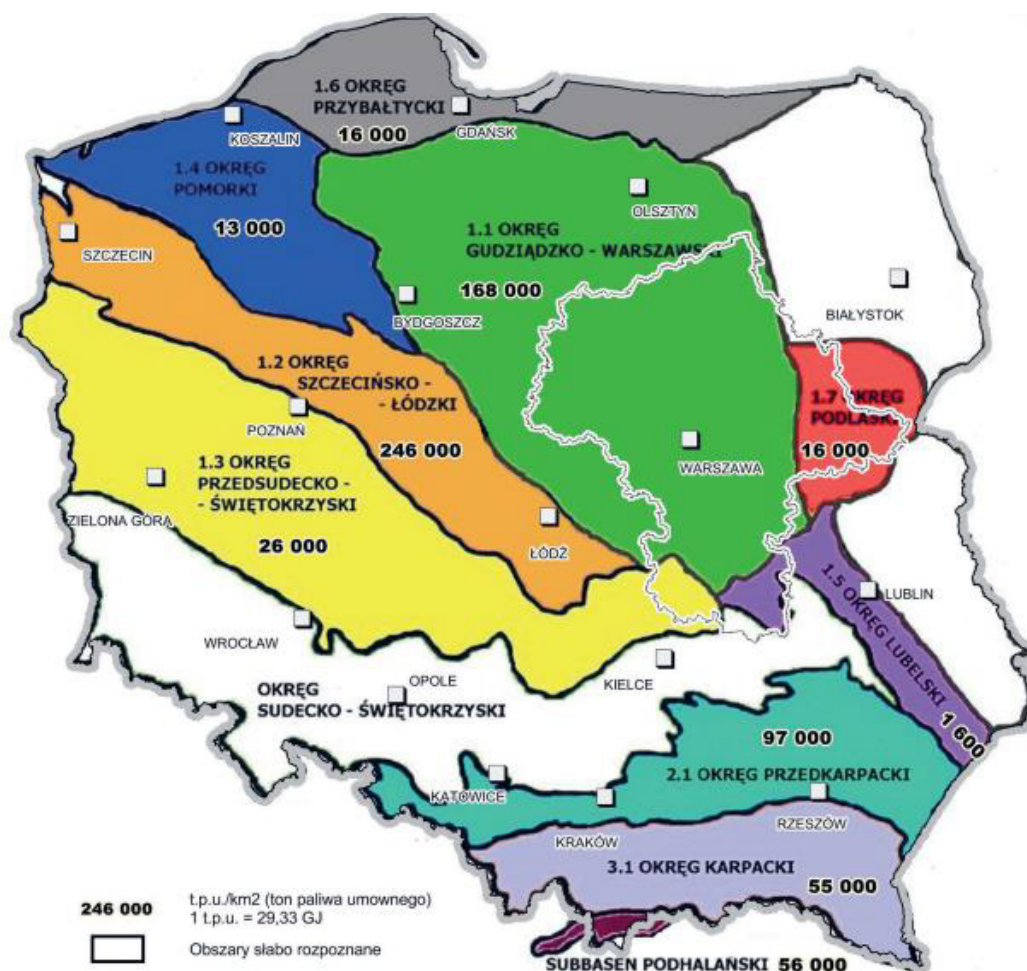 1.6 OKRĘG
PRZYBAŁTYCKI
16 000
GDAŃSK
KOSZALIN
1.4 OKRĘG
POMORKI
13 000
OLSZTYN
1.1 OKRĘG
GUDZIĄDZKO - WARSZAWSKI
168 000
SZCZECIN
BYDGOSZCZ
BIAŁYSTOK
1.2 OKRĘG
SZCZECIŃSKO -
- ŁÓDZKI
246 000
1.7 OKRĘG
PODLASKI
16 000
POZNAŃ
WARSZAWA
1.3 OKRĘG
PRZEDSUDECKO -
- ŚWIĘTOKRZYSKI
26 000
ZIELONA GÓRA
ŁÓDŹ
1.5 OKRĘG LUBELSKI
1 600
LUBLIN
WROCŁAW
OPOLE
KIELCE
OKRĘG
SUDECKO - ŚWIĘTOKRZYSKI
97 000
2.1 OKRĘG PRZEDKARPACKI
KATOWICE
KRAKÓW
RZESZÓW
3.1 OKRĘG KARPACKI
55 000
246 000 t.p.u./km2 (ton paliwa umownego)
1 t.p.u. = 29,33 GJ
Obszary słabo rozpoznane
SUBBASEN PODHALAŃSKI 56 000